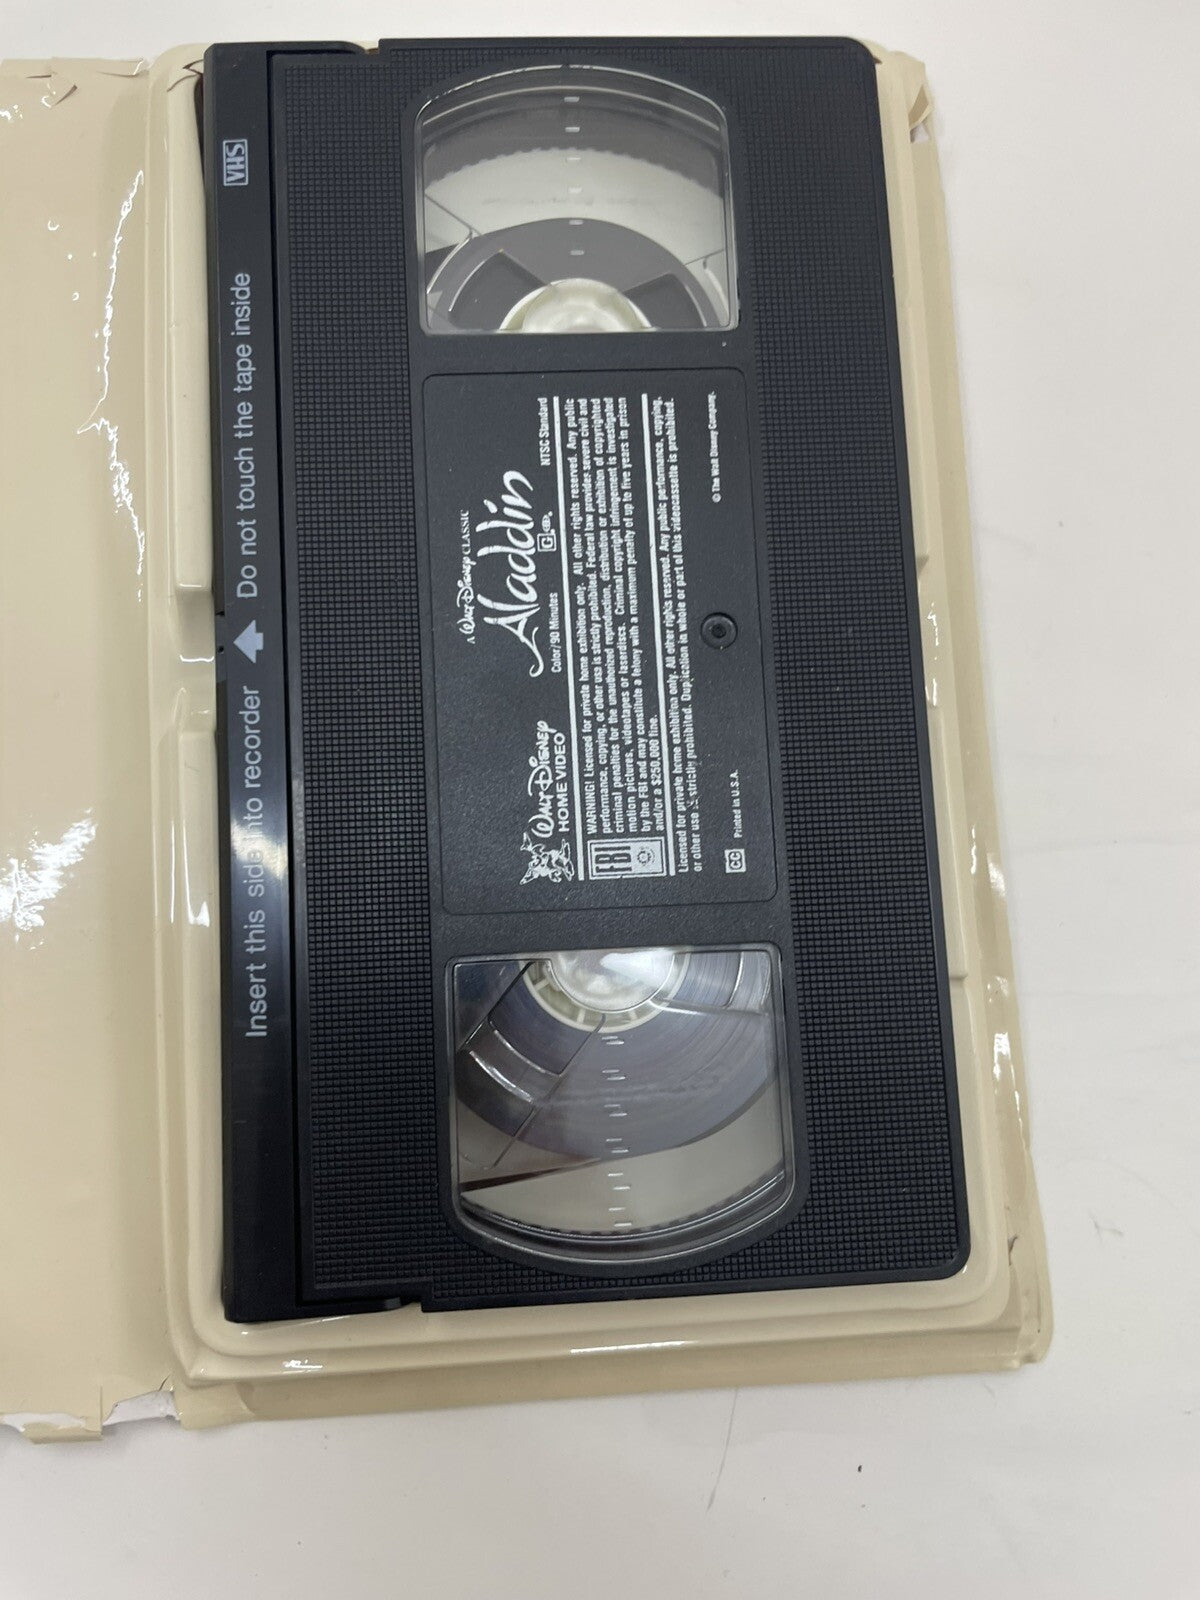 VHS
Insert this side into recorder ⬆ Do not touch the tape inside
A WALT DISNEY CLASSIC
Aladdin
Color/90 Minutes
G
NTSC Standard
WALT DISNEY
HOME VIDEO
FBI
WARNING! Licensed for private home exhibition only. All other rights reserved. Any public
performance, copying, or other use is strictly prohibited. Federal law provides severe civil and
criminal penalties for the unauthorized reproduction, distribution or exhibition of copyrighted
motion pictures, videotapes or laserdiscs. Criminal copyright infringement is investigated
by the FBI and may constitute a felony with a maximum penalty of up to five years in prison
and/or a $250,000 fine.
Licensed for private home exhibition only. All other rights reserved. Any public performance, copying,
or other use is strictly prohibited. Duplication in whole or part of this videocassette is prohibited.
CC Printed in U.S.A.
© The Walt Disney Company.